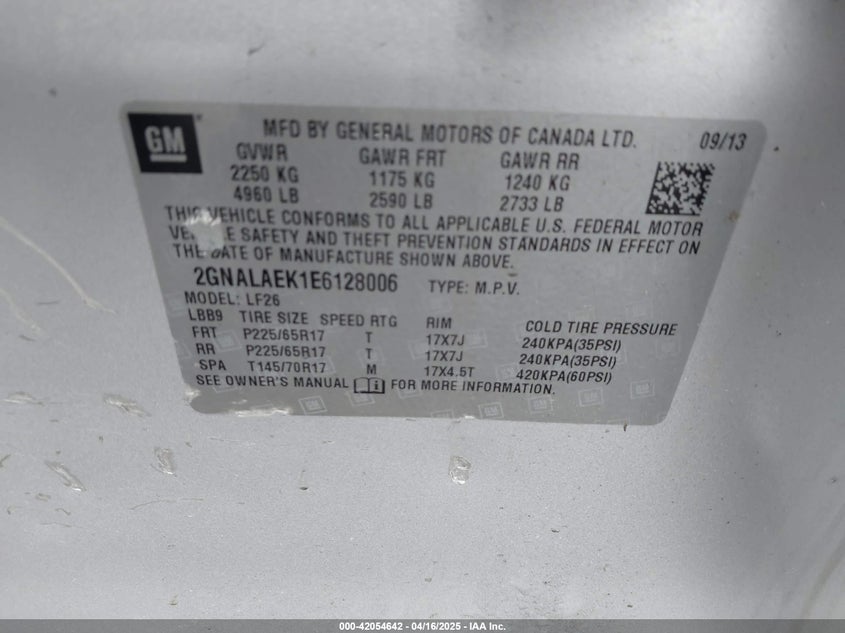 GM MFD BY GENERAL MOTORS OF CANADA LTD. 09/13
GVWR GAWR FRT GAWR RR
2250 KG 1175 KG 1240 KG
4960 LB 2590 LB 2733 LB
THIS VEHICLE CONFORMS TO ALL APPLICABLE U.S. FEDERAL MOTOR
VEHICLE SAFETY AND THEFT PREVENTION STANDARDS IN EFFECT ON
THE DATE OF MANUFACTURE SHOWN ABOVE.
2GNALAEK1E6128006 TYPE: M.P.V.
MODEL: LF26
LBB9 TIRE SIZE SPEED RTG RIM COLD TIRE PRESSURE
FRT P225/65R17 T 17X7J 240KPA(35PSI)
RR P225/65R17 T 17X7J 240KPA(35PSI)
SPA T145/70R17 M 17X4.5T 420KPA(60PSI)
SEE OWNER'S MANUAL FOR MORE INFORMATION.
000-42054642 - 04/16/2025 - IAA Inc.